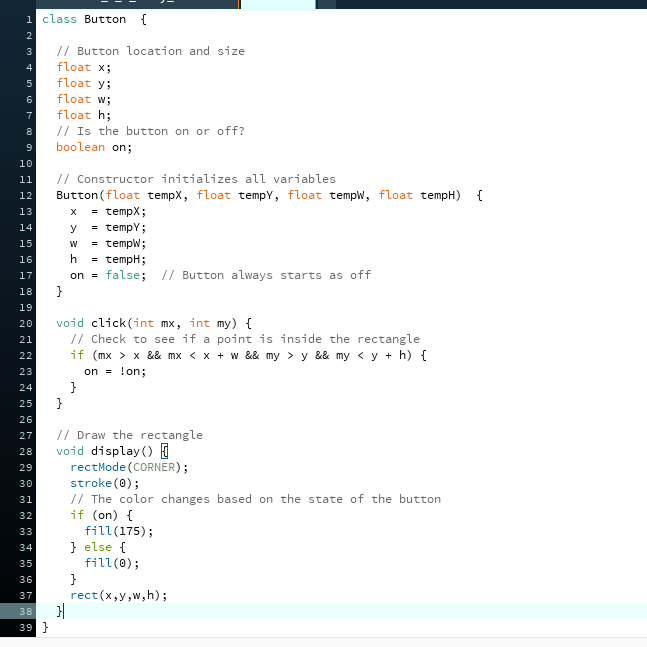 1 class Button  {
2
3   // Button location and size
4   float x;
5   float y;
6   float w;
7   float h;
8   // Is the button on or off?
9   boolean on;
10
11   // Constructor initializes all variables
12   Button(float tempX, float tempY, float tempW, float tempH)  {
13     x  = tempX;
14     y  = tempY;
15     w  = tempW;
16     h  = tempH;
17     on = false;  // Button always starts as off
18   }
19
20   void click(int mx, int my) {
21     // Check to see if a point is inside the rectangle
22     if (mx > x && mx < x + w && my > y && my < y + h) {
23       on = !on;
24     }
25   }
26
27   // Draw the rectangle
28   void display() {
29     rectMode(CORNER);
30     stroke(0);
31     // The color changes based on the state of the button
32     if (on) {
33       fill(175);
34     } else {
35       fill(0);
36     }
37     rect(x,y,w,h);
38   }
39 }